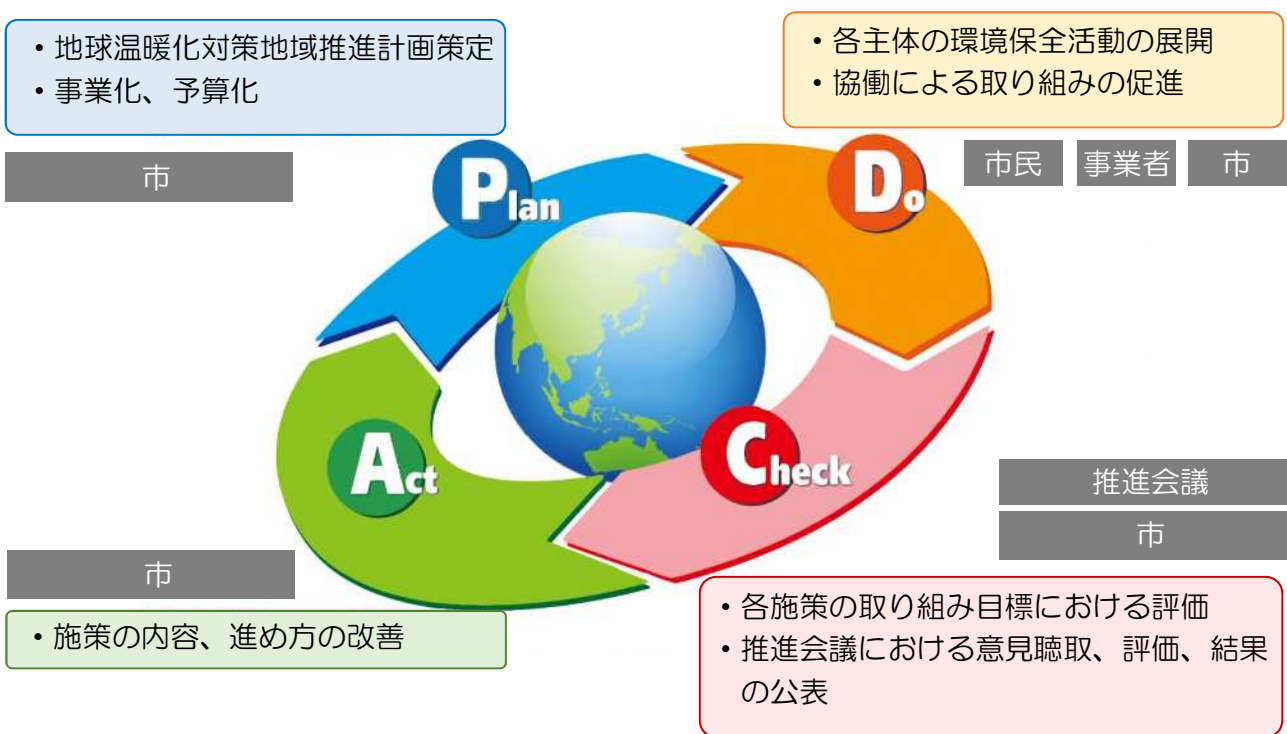 ・地球温暖化対策地域推進計画策定
・事業化、予算化
市
Plan
・各主体の環境保全活動の展開
・協働による取り組みの促進
市民 事業者 市
Do
Check
推進会議
市
・各施策の取り組み目標における評価
・推進会議における意見聴取、評価、結果
の公表
Act
市
・施策の内容、進め方の改善